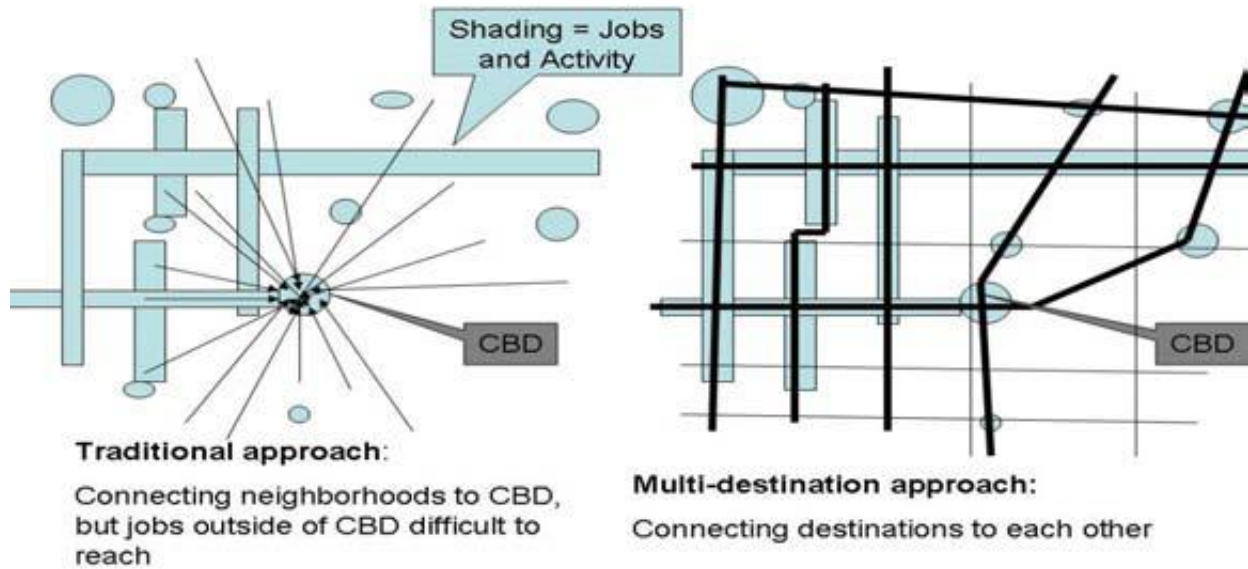 Shading = Jobs
and Activity
CBD
Traditional approach:
Connecting neighborhoods to CBD,
but jobs outside of CBD difficult to
reach
CBD
Multi-destination approach:
Connecting destinations to each other